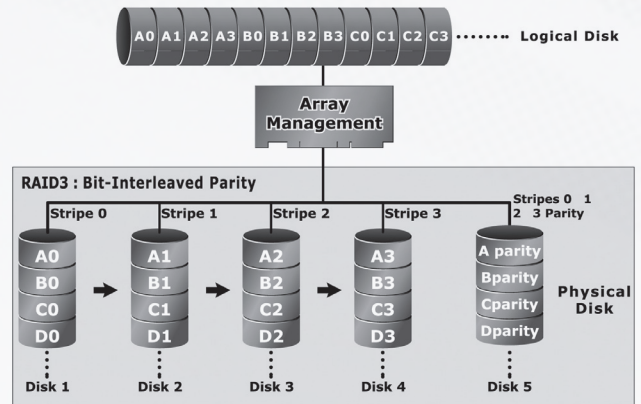 A0 A1 A2 A3 B0 B1 B2 B3 C0 C1 C2 C3 ······· Logical Disk
Array
Management
RAID3 : Bit-Interleaved Parity
Stripe 0 Stripe 1 Stripe 2 Stripe 3 Stripes 0 1
2 3 Parity
A0 A1 A2 A3 A parity
B0 B1 B2 B3 Bparity
C0 C1 C2 C3 Cparity
D0 D1 D2 D3 Dparity
Physical
Disk
Disk 1 Disk 2 Disk 3 Disk 4 Disk 5